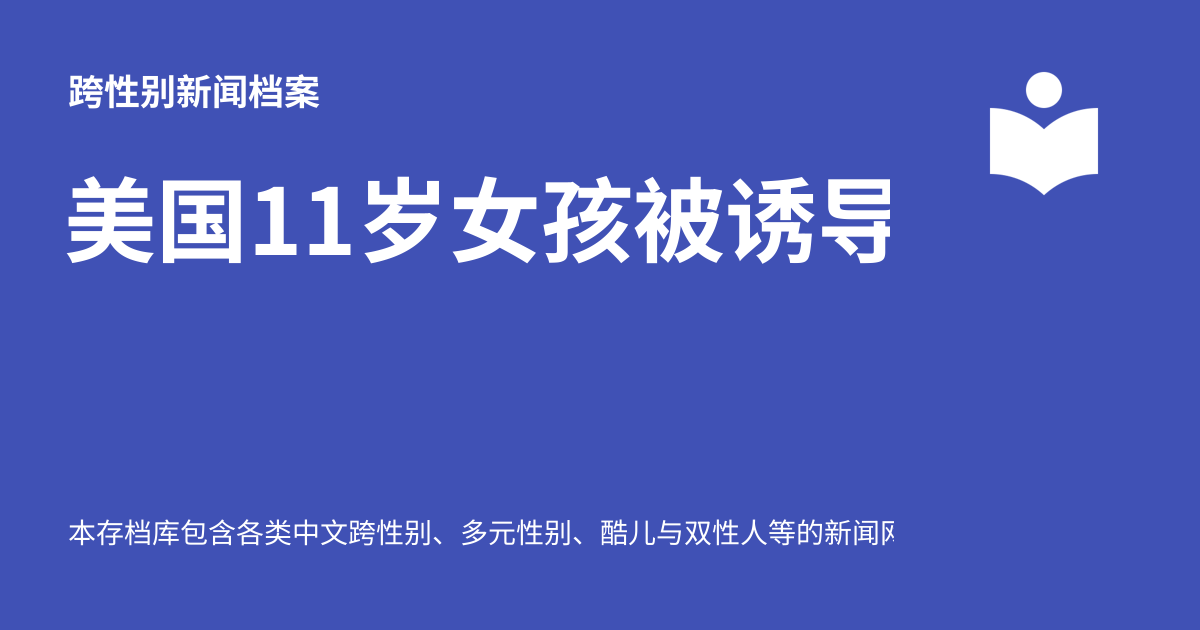 跨性别新闻档案
美国11岁女孩被诱导
本存档库包含各类中文跨性别、多元性别、酷儿与双性人等的新闻网